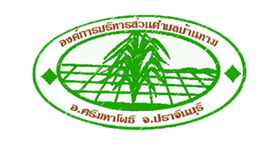 องค์การบริหารส่วนตำบลบ้านทาม
อ.ศรีมหาโพธิ จ.ปราจีนบุรี